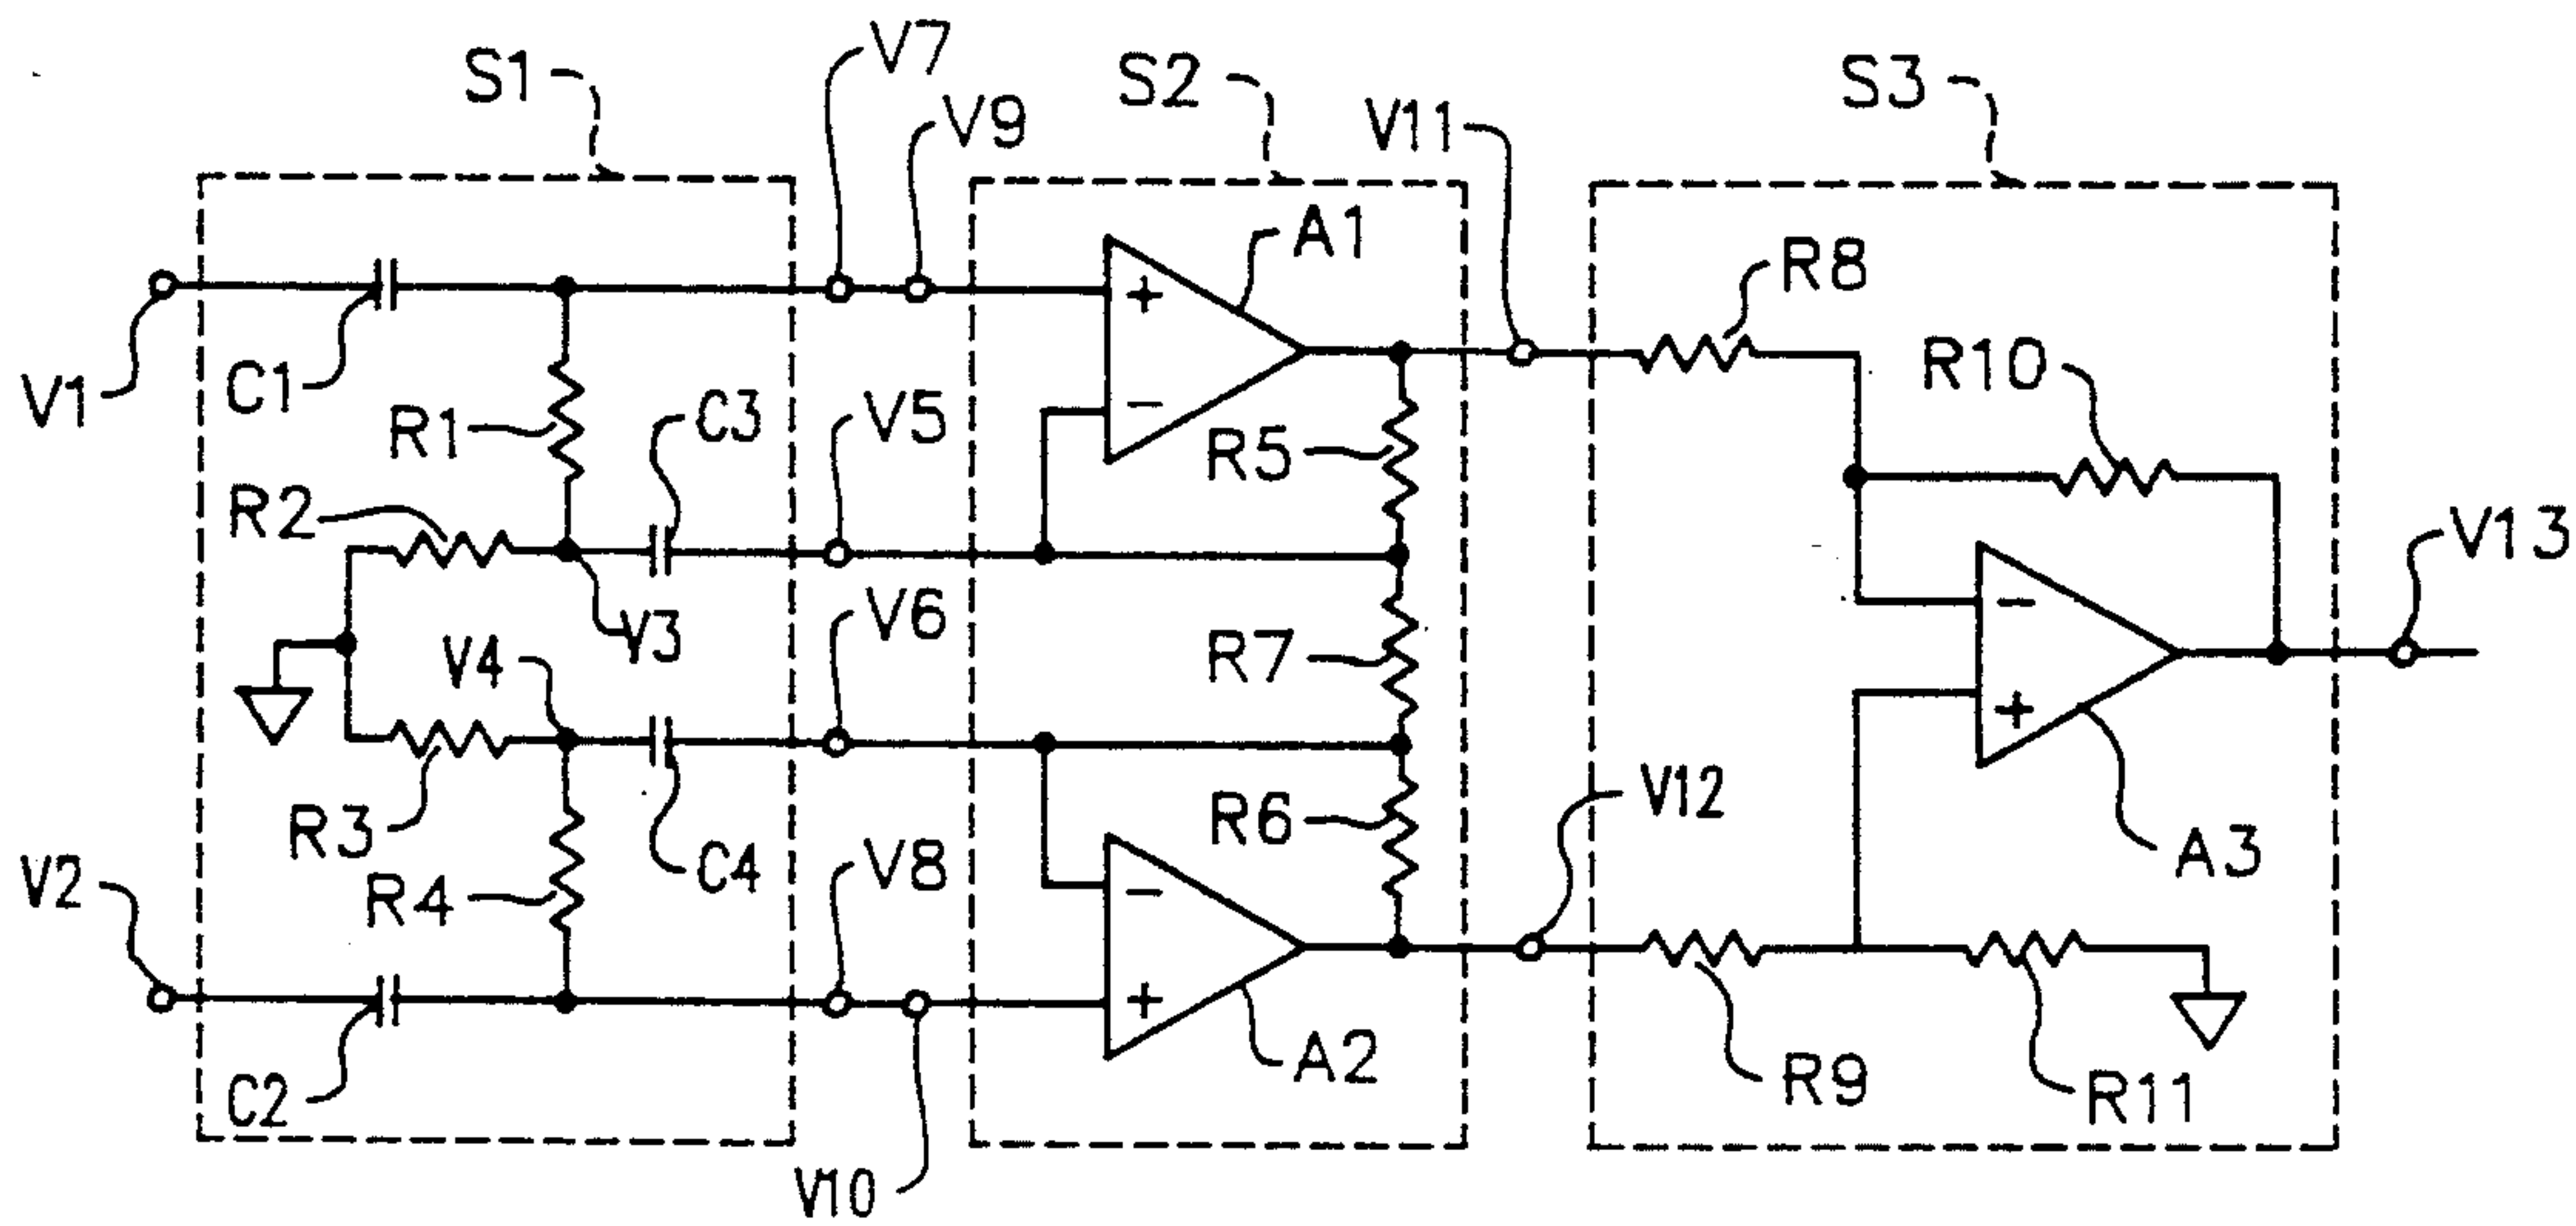 S1
V7
V9
S2
V11
S3
A1
R8
V1
C1
R1
C3
V5
R5
R10
R2
V3
V6
R7
V13
V4
R3
C4
V8
R6
V12
A3
V2
R4
C2
A2
R9
R11
V10
+
−
−
+
−
+